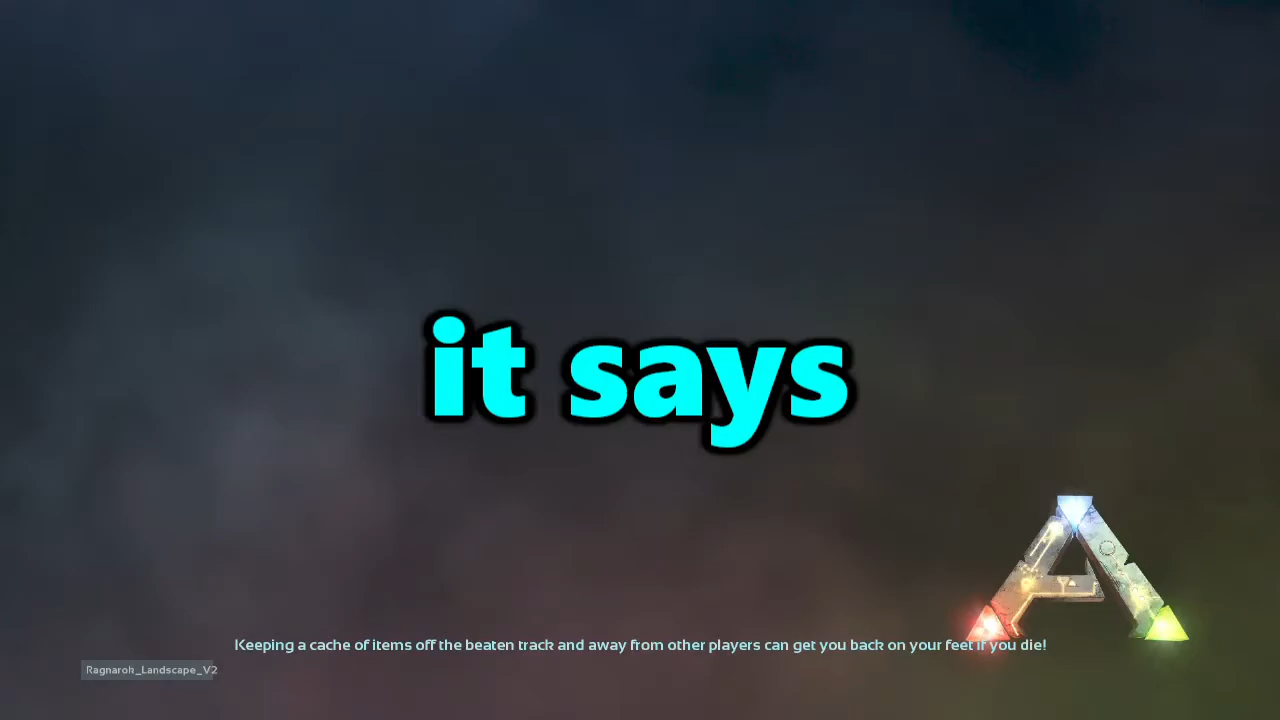 it says
Keeping a cache of items off the beaten track and away from other players can get you back on your feet if you die!
Ragnarok_Landscape_V2